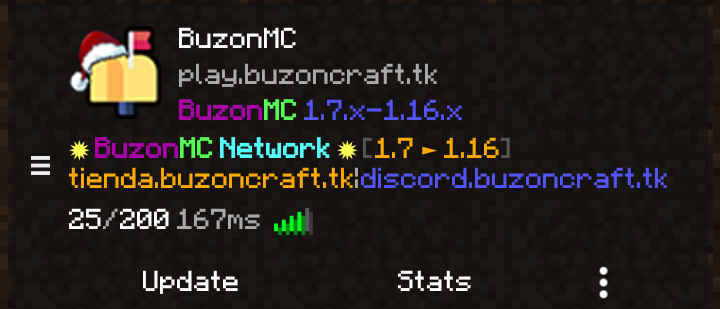 BuzonMC
play.buzoncraft.tk
BuzonMC 1.7.x-1.16.x
✹ BuzonMC Network ✹ [1.7 ► 1.16]
tienda.buzoncraft.tk¦discord.buzoncraft.tk
25/200 167ms
Update Stats